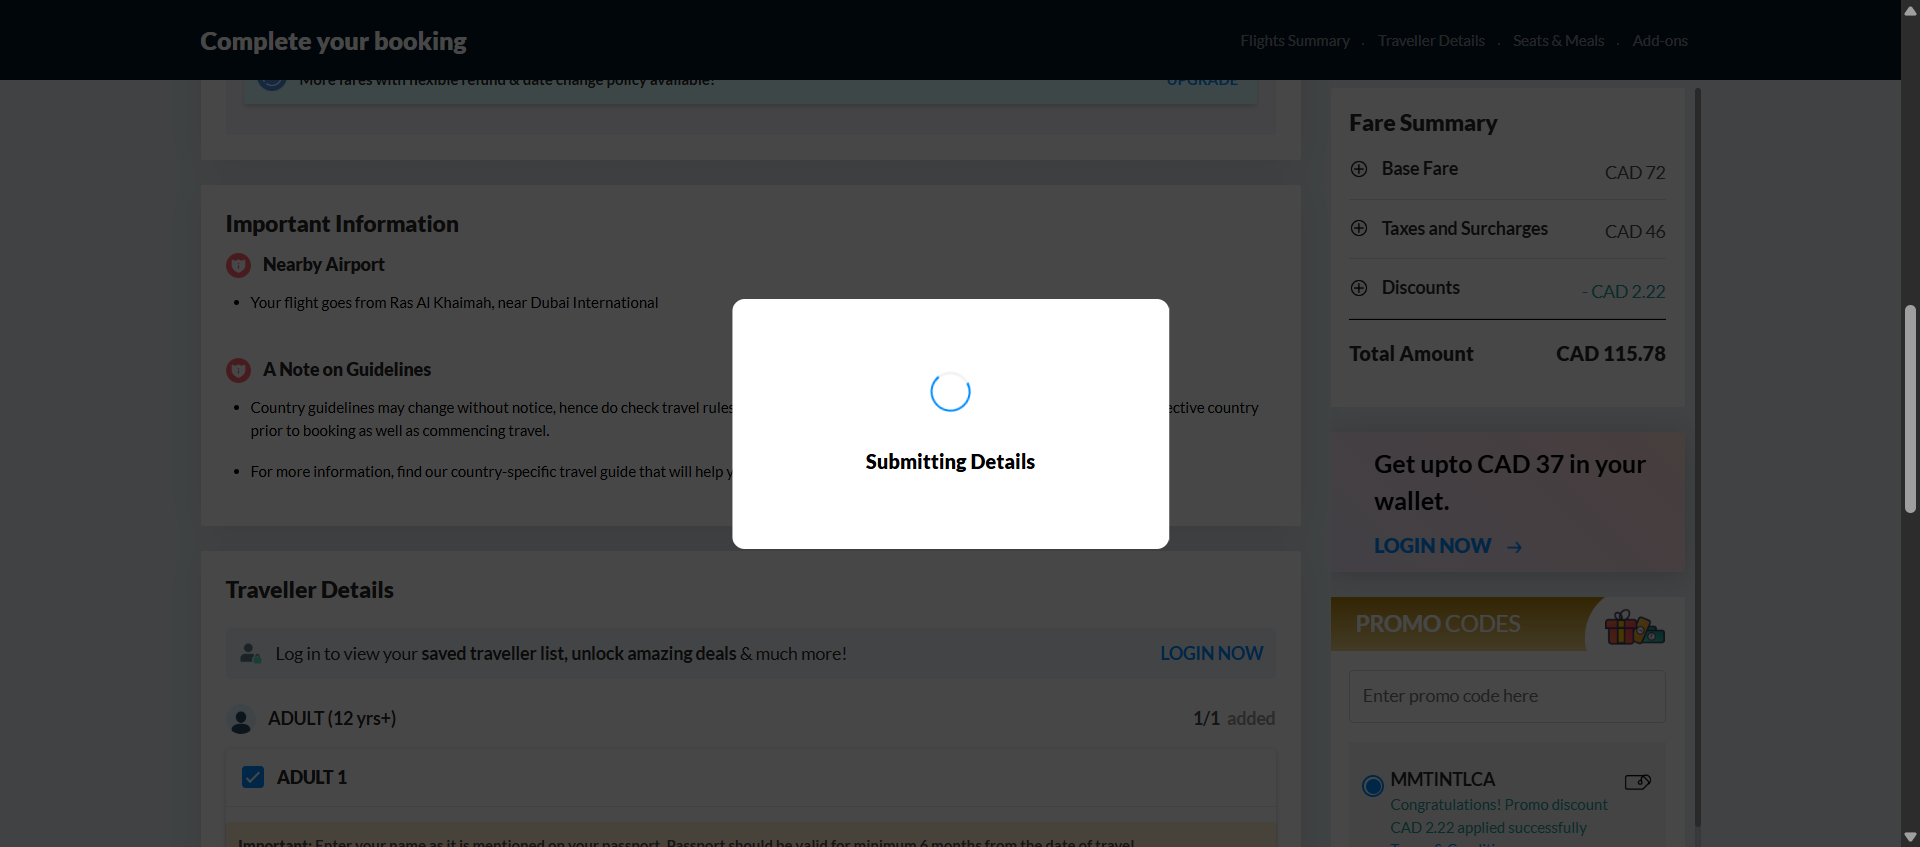 Complete your booking
Flights Summary . Traveller Details . Seats & Meals . Add-ons
More fares with flexible refund & date change policy available!
UPGRADE
Important Information
Nearby Airport
• Your flight goes from Ras Al Khaimah, near Dubai International
A Note on Guidelines
• Country guidelines may change without notice, hence do check travel rules
ective country
prior to booking as well as commencing travel.
• For more information, find our country-specific travel guide that will help y
Submitting Details
Traveller Details
Log in to view your saved traveller list, unlock amazing deals & much more!
LOGIN NOW
ADULT (12 yrs+)
1/1 added
ADULT 1
Important: Enter your name as it is mentioned on your passport. Passport should be valid for minimum 6 months from the date of travel
Fare Summary
Base Fare CAD 72
Taxes and Surcharges CAD 46
Discounts - CAD 2.22
Total Amount CAD 115.78
Get upto CAD 37 in your
wallet.
LOGIN NOW →
PROMO CODES
Enter promo code here
MMTINTLCA
Congratulations! Promo discount
CAD 2.22 applied successfully